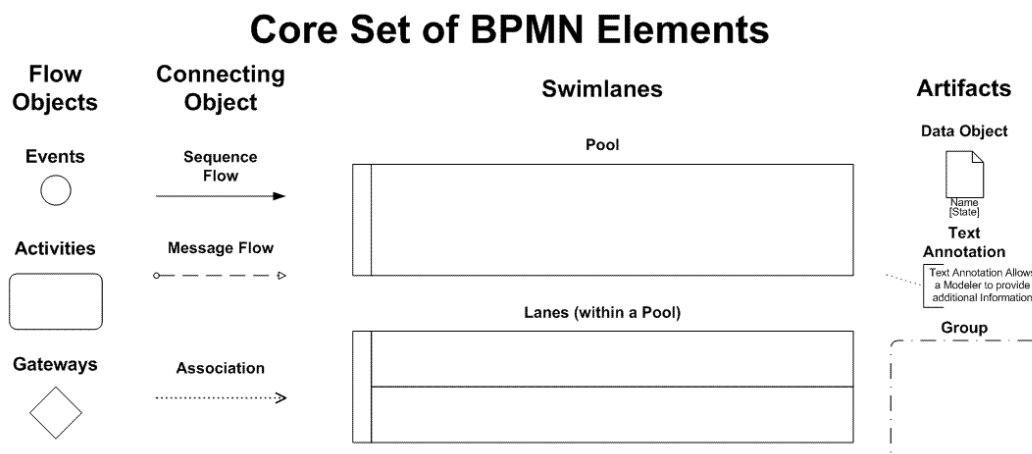 Core Set of BPMN Elements
Flow
Objects
Connecting
Object
Swimlanes
Artifacts
Events
Sequence
Flow
Pool
Data Object
Name
[State]
Activities
Message Flow
Text
Annotation
Text Annotation Allows
a Modeler to provide
additional Information
Lanes (within a Pool)
Group
Gateways
Association